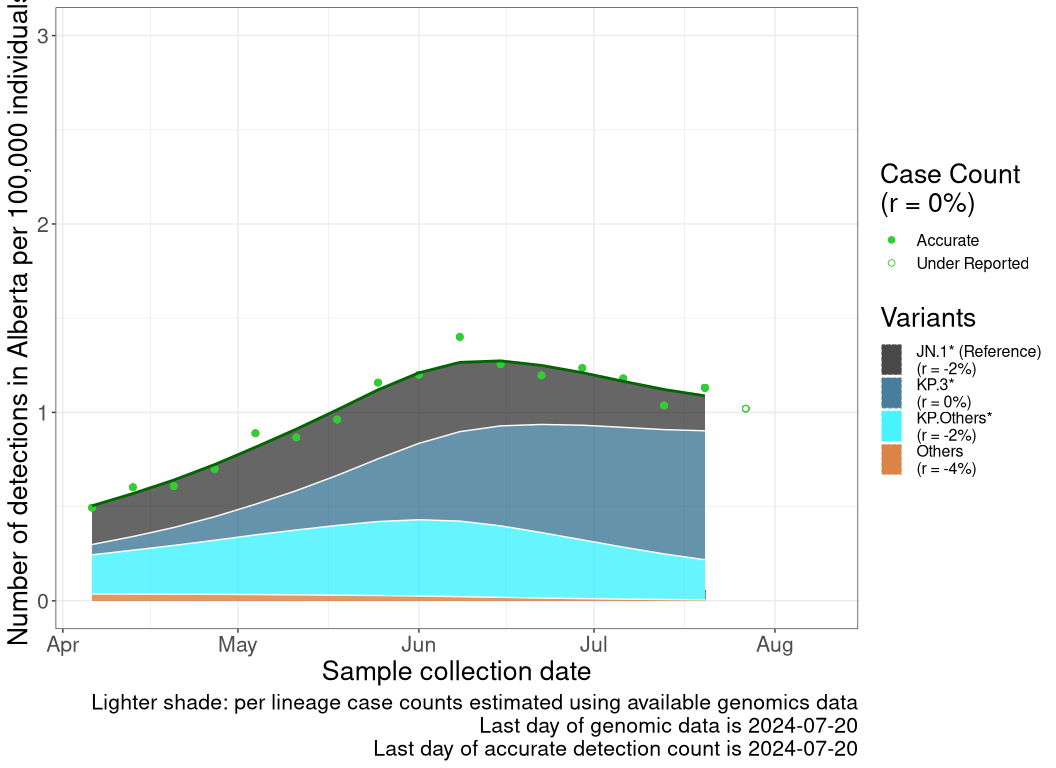 Number of detections in Alberta per 100,000 individuals
3
2
1
0
Apr
May
Jun
Jul
Aug
Sample collection date
Lighter shade: per lineage case counts estimated using available genomics data
Last day of genomic data is 2024-07-20
Last day of accurate detection count is 2024-07-20
Case Count
(r = 0%)
Accurate
Under Reported
Variants
JN.1* (Reference)
(r = -2%)
KP.3*
(r = 0%)
KP.Others*
(r = -2%)
Others
(r = -4%)